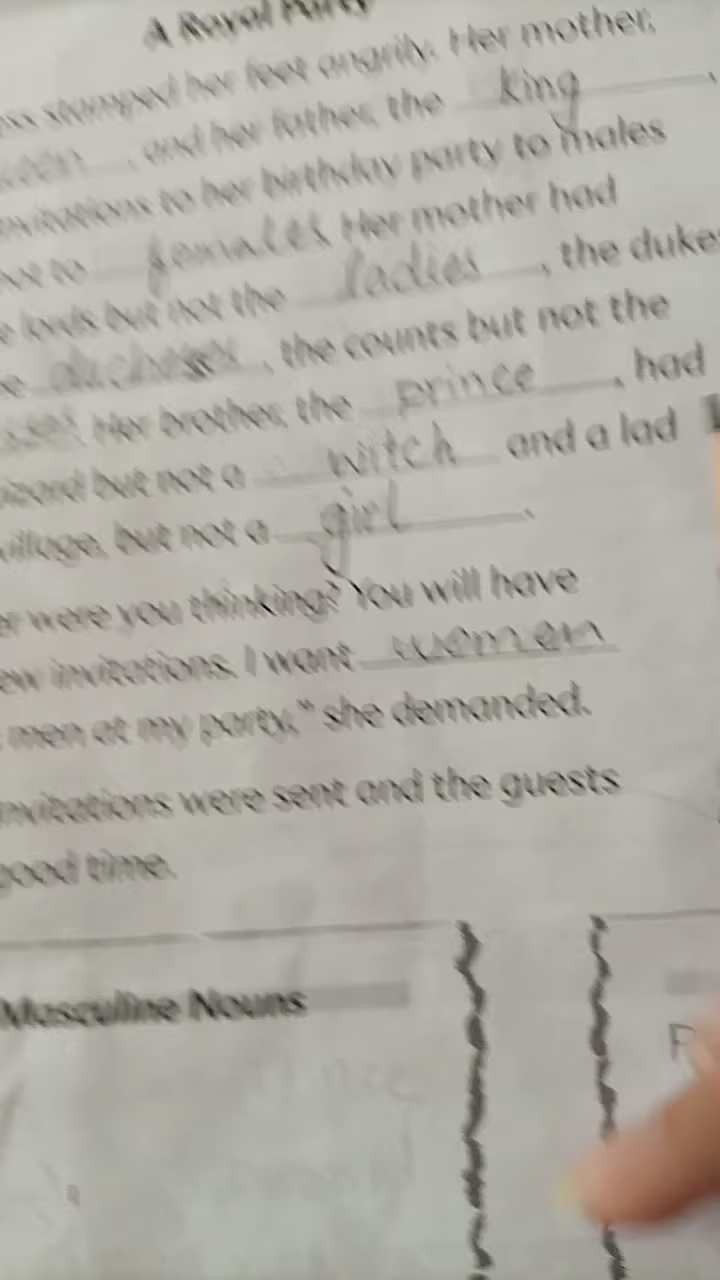 A Royal Party
stamped her feet angrily. Her mother,
, and her father, the king,
invitations to her birthday party to males
not to females Her mother had
lords but not the ladies, the dukes
, the counts but not the
Her brother, the prince, had
but not a witch and a lad
village, but not a girl.
were you thinking? You will have
invitations. I want women
men at my party," she demanded.
invitations were sent and the guests
good time.
Masculine Nouns